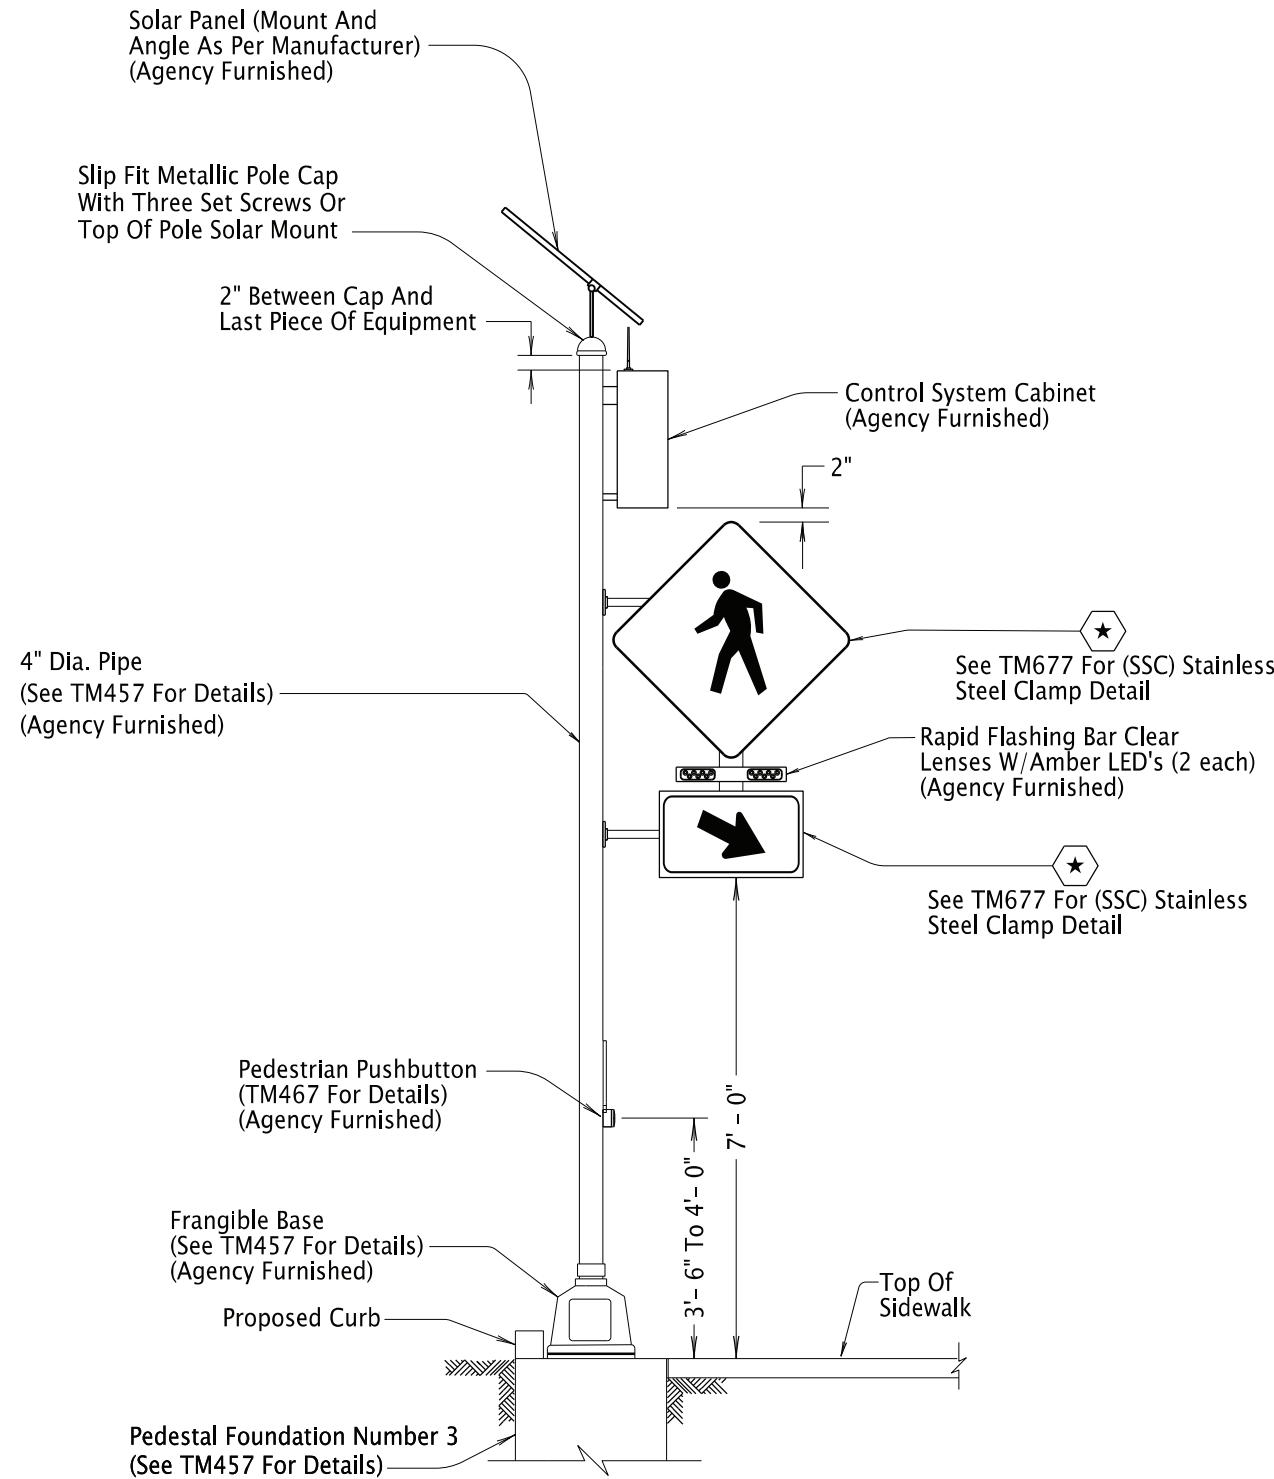 Solar Panel (Mount And
Angle As Per Manufacturer)
(Agency Furnished)
Slip Fit Metallic Pole Cap
With Three Set Screws Or
Top Of Pole Solar Mount
2" Between Cap And
Last Piece Of Equipment
Control System Cabinet
(Agency Furnished)
2"
See TM677 For (SSC) Stainless
Steel Clamp Detail
4" Dia. Pipe
(See TM457 For Details)
(Agency Furnished)
Rapid Flashing Bar Clear
Lenses W/Amber LED's (2 each)
(Agency Furnished)
See TM677 For (SSC) Stainless
Steel Clamp Detail
Pedestrian Pushbutton
(TM467 For Details)
(Agency Furnished)
7' - 0"
3'- 6" To 4'- 0"
Frangible Base
(See TM457 For Details)
(Agency Furnished)
Top Of
Sidewalk
Proposed Curb
Pedestal Foundation Number 3
(See TM457 For Details)